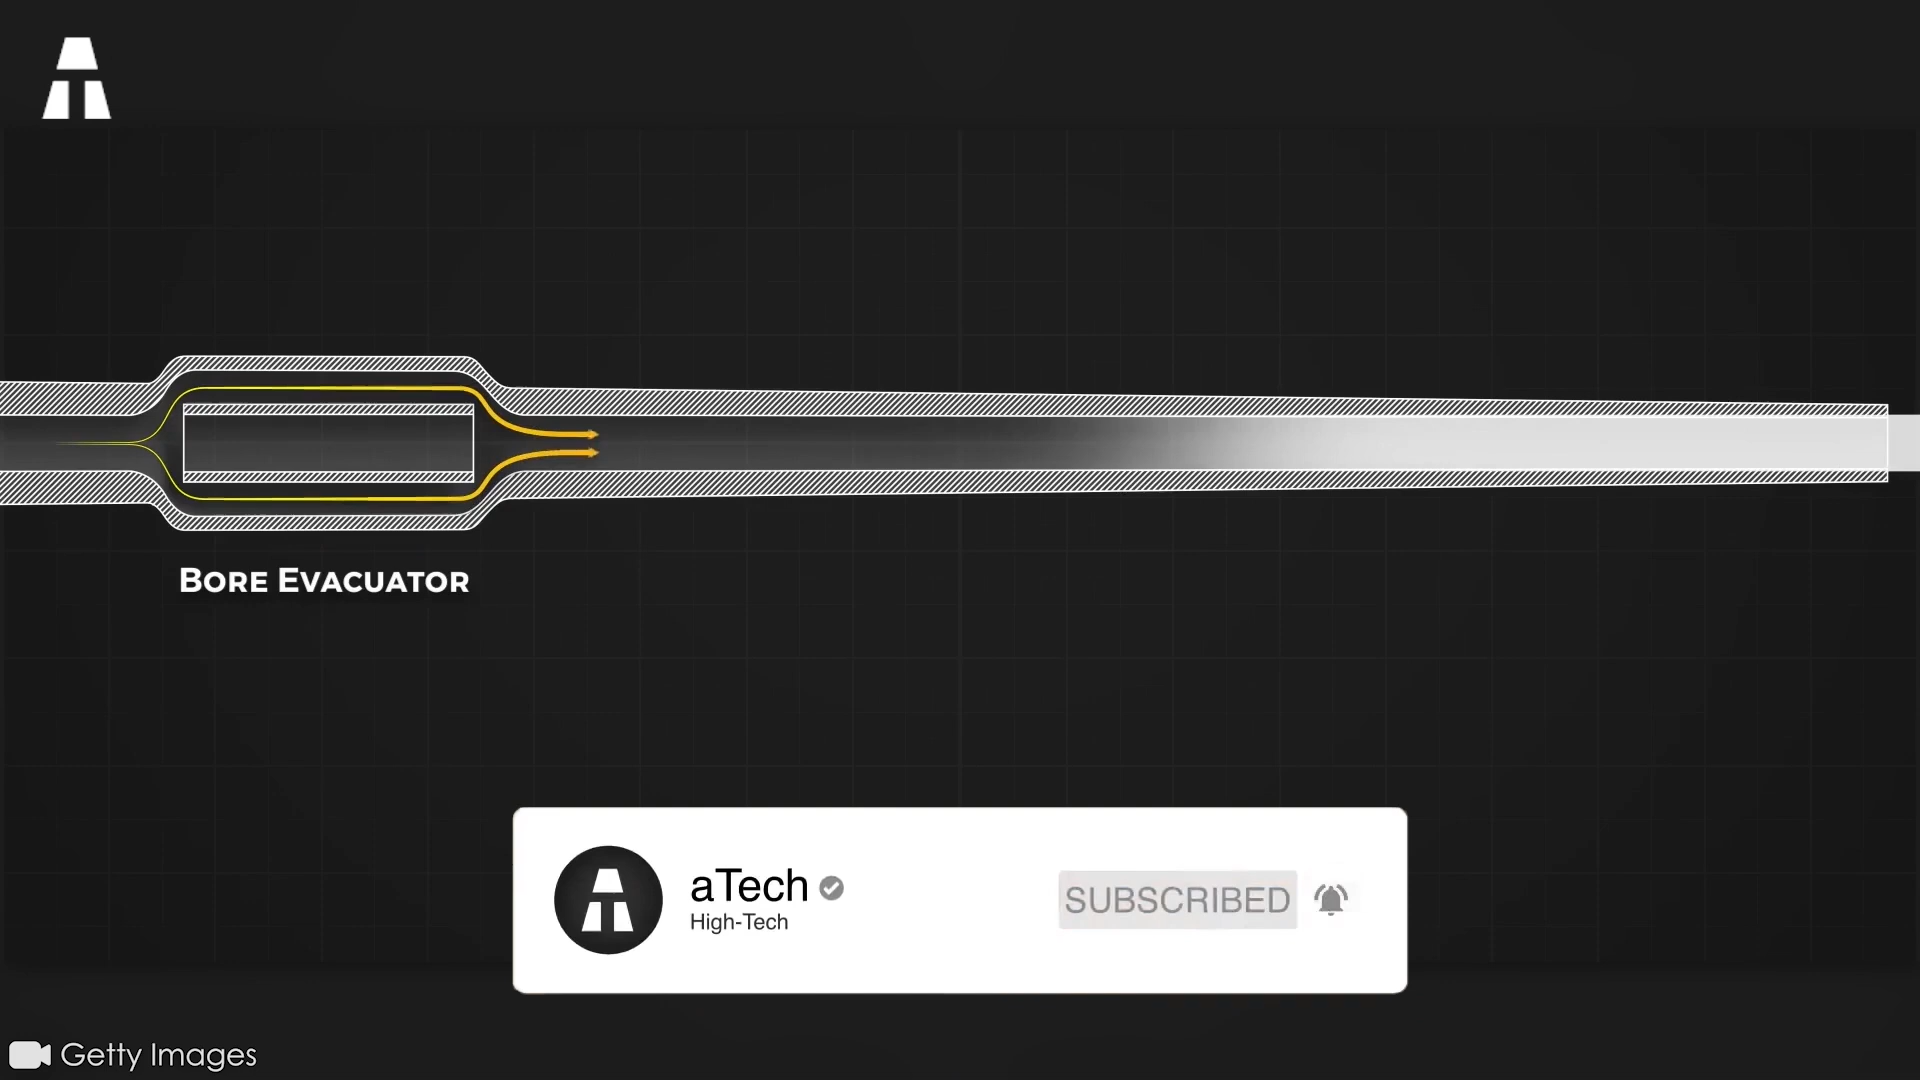 BORE EVACUATOR
aTech
High-Tech
SUBSCRIBED
Getty Images